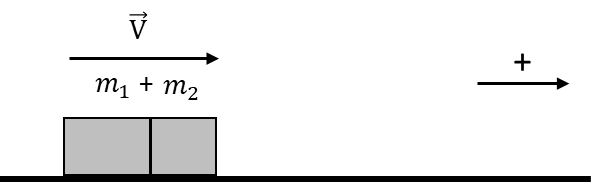 V⃗
+
m₁ + m₂